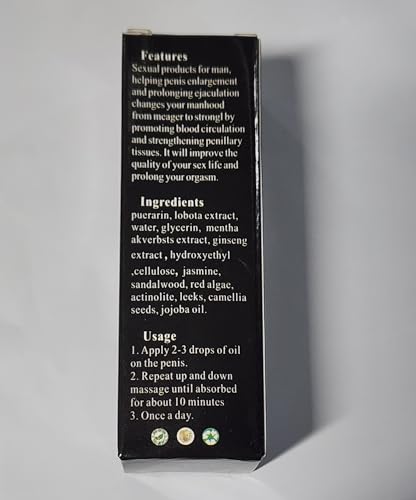 Features
Sexual products for man,
helping penis enlargement
and prolonging ejaculation
changes your manhood
from meager to strongl by
promoting blood circulation
and strengthening penillary
tissues. It will improve the
quality of your sex life and
prolong your orgasm.
Ingredients
puerarin, lobota extract,
water, glycerin, mentha
akverbsts extract, ginseng
extract , hydroxyethyl
,cellulose, jasmine,
sandalwood, red algae,
actinolite, leeks, camellia
seeds, jojoba oil.
Usage
1. Apply 2-3 drops of oil
on the penis.
2. Repeat up and down
massage until absorbed
for about 10 minutes
3. Once a day.